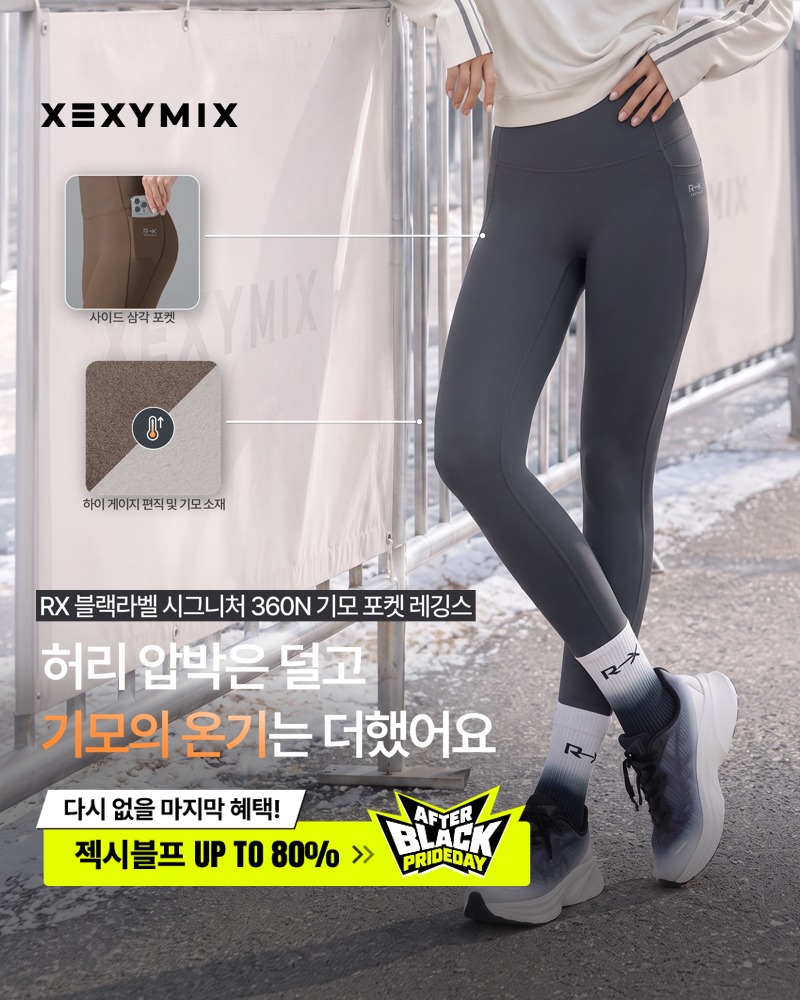 XEXYMIX
사이드 삼각 포켓
하이 게이지 편직 및 기모 소재
RX 블랙라벨 시그니처 360N 기모 포켓 레깅스
허리 압박은 덜고
기모의 온기는 더했어요
다시 없을 마지막 혜택!
젝시블프 UP TO 80% >>
AFTER
BLACK
PRIDEDAY
XEXYMIX
R-X
R-X
R-X
R-X